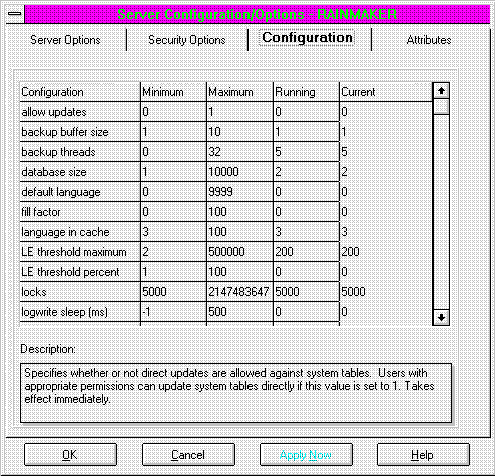 Server Configuration/Options - RAINMAKER
Server Options Security Options Configuration Attributes
Configuration Minimum Maximum Running Current
allow updates 0 1 0 0
backup buffer size 1 10 1 1
backup threads 0 32 5 5
database size 1 10000 2 2
default language 0 9999 0 0
fill factor 0 100 0 0
language in cache 3 100 3 3
LE threshold maximum 2 500000 200 200
LE threshold percent 1 100 0 0
locks 5000 2147483647 5000 5000
logwrite sleep (ms) -1 500 0 0
Description:
Specifies whether or not direct updates are allowed against system tables. Users with
appropriate permissions can update system tables directly if this value is set to 1. Takes
effect immediately.
OK Cancel Apply Now Help